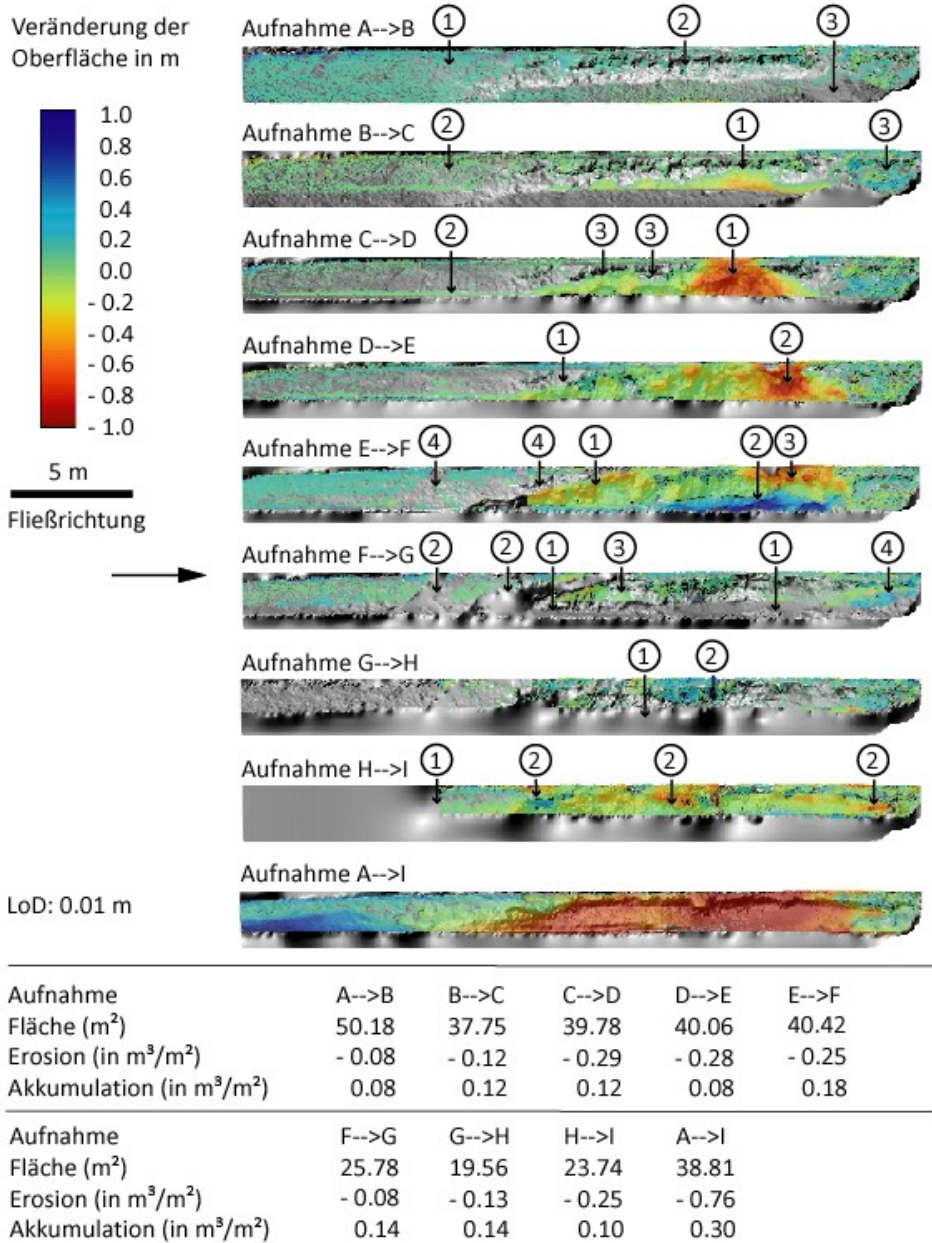 Veränderung der
Oberfläche in m
1.0
0.8
0.6
0.4
0.2
0.0
- 0.2
- 0.4
- 0.6
- 0.8
- 1.0
5 m
Fließrichtung
LoD: 0.01 m
Aufnahme A-->B
1 2 3
Aufnahme B-->C
2 1 3
Aufnahme C-->D
2 3 3 1
Aufnahme D-->E
1 2
Aufnahme E-->F
4 4 1 2 3
Aufnahme F-->G
2 2 1 3 1 4
Aufnahme G-->H
1 2
Aufnahme H-->I
1 2 2 2
Aufnahme A-->I
Aufnahme A-->B B-->C C-->D D-->E E-->F
Fläche (m²) 50.18 37.75 39.78 40.06 40.42
Erosion (in m³/m²) - 0.08 - 0.12 - 0.29 - 0.28 - 0.25
Akkumulation (in m³/m²) 0.08 0.12 0.12 0.08 0.18
Aufnahme F-->G G-->H H-->I A-->I
Fläche (m²) 25.78 19.56 23.74 38.81
Erosion (in m³/m²) - 0.08 - 0.13 - 0.25 - 0.76
Akkumulation (in m³/m²) 0.14 0.14 0.10 0.30